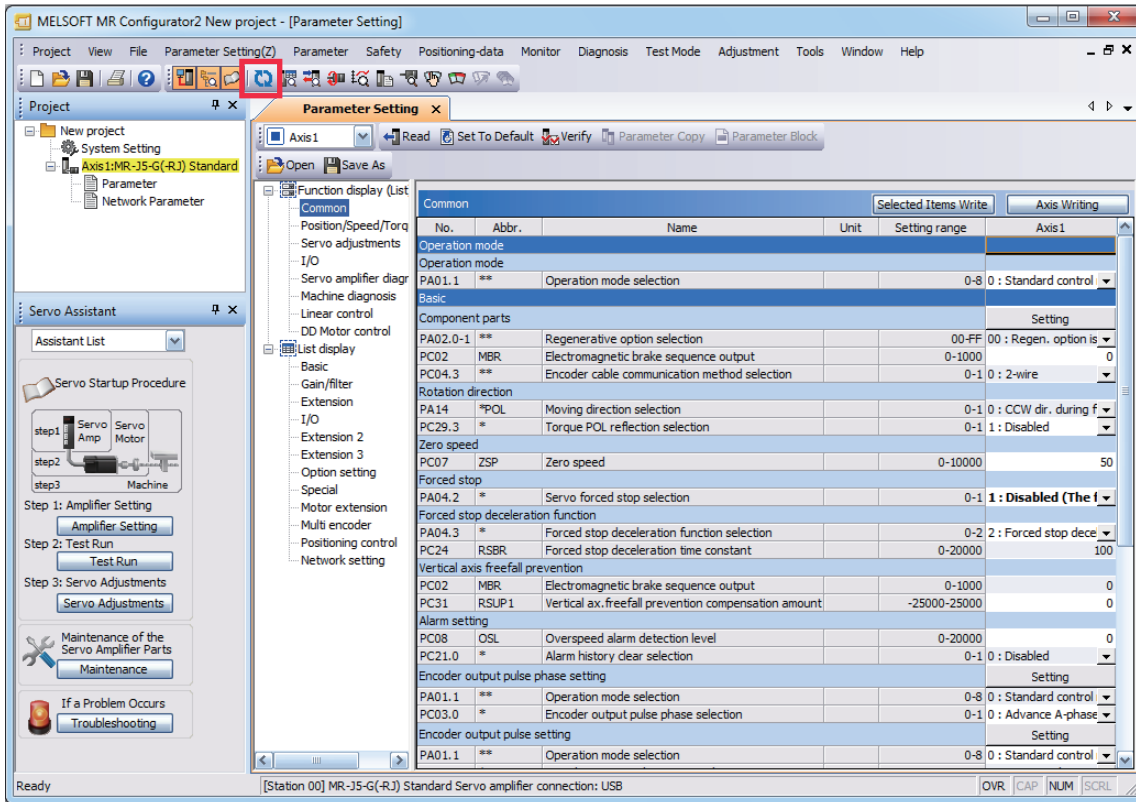 MELSOFT MR Configurator2 New project - [Parameter Setting]
Project View File Parameter Setting(Z) Parameter Safety Positioning-data Monitor Diagnosis Test Mode Adjustment Tools Window Help
Project
New project
System Setting
Axis1:MR-J5-G(-RJ) Standard
Parameter
Network Parameter
Servo Assistant
Assistant List
Servo Startup Procedure
step1 Servo Amp Servo Motor
step2
step3 Machine
Step 1: Amplifier Setting
Amplifier Setting
Step 2: Test Run
Test Run
Step 3: Servo Adjustments
Servo Adjustments
Maintenance of the
Servo Amplifier Parts
Maintenance
If a Problem Occurs
Troubleshooting
Parameter Setting
Axis1 Read Set To Default Verify Parameter Copy Parameter Block
Open Save As
Function display (List
Common
Position/Speed/Torq
Servo adjustments
I/O
Servo amplifier diagr
Machine diagnosis
Linear control
DD Motor control
List display
Basic
Gain/filter
Extension
I/O
Extension 2
Extension 3
Option setting
Special
Motor extension
Multi encoder
Positioning control
Network setting
Common Selected Items Write Axis Writing
No. Abbr. Name Unit Setting range Axis1
Operation mode
Operation mode
PA01.1 ** Operation mode selection 0-8 0 : Standard control
Basic
Component parts Setting
PA02.0-1 ** Regenerative option selection 00-FF 00 : Regen. option is
PC02 MBR Electromagnetic brake sequence output 0-1000 0
PC04.3 ** Encoder cable communication method selection 0-1 0 : 2-wire
Rotation direction
PA14 *POL Moving direction selection 0-1 0 : CCW dir. during f
PC29.3 * Torque POL reflection selection 0-1 1 : Disabled
Zero speed
PC07 ZSP Zero speed 0-10000 50
Forced stop
PA04.2 * Servo forced stop selection 0-1 1 : Disabled (The f
Forced stop deceleration function
PA04.3 * Forced stop deceleration function selection 0-2 2 : Forced stop dece
PC24 RSBR Forced stop deceleration time constant 0-20000 100
Vertical axis freefall prevention
PC02 MBR Electromagnetic brake sequence output 0-1000 0
PC31 RSUP1 Vertical ax.freefall prevention compensation amount -25000-25000 0
Alarm setting
PC08 OSL Overspeed alarm detection level 0-20000 0
PC21.0 * Alarm history clear selection 0-1 0 : Disabled
Encoder output pulse phase setting Setting
PA01.1 ** Operation mode selection 0-8 0 : Standard control
PC03.0 * Encoder output pulse phase selection 0-1 0 : Advance A-phase
Encoder output pulse setting Setting
PA01.1 ** Operation mode selection 0-8 0 : Standard control
Ready [Station 00] MR-J5-G(-RJ) Standard Servo amplifier connection: USB OVR CAP NUM SCRL